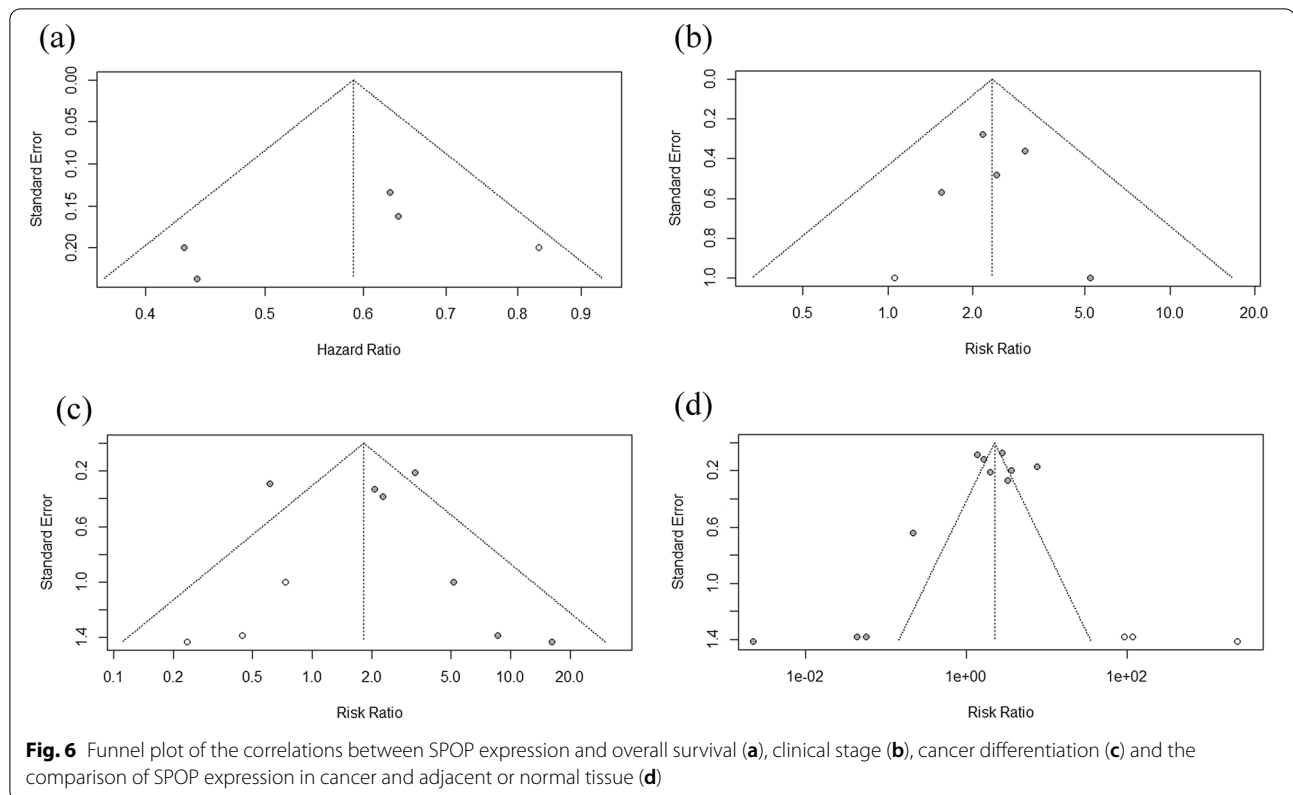 (a)
0.00
0.05
0.10
0.15
0.20
Standard Error
0.4 0.5 0.6 0.7 0.8 0.9
Hazard Ratio
(b)
0.0
0.2
0.4
0.6
0.8
1.0
Standard Error
0.5 1.0 2.0 5.0 10.0 20.0
Risk Ratio
(c)
0.2
0.6
1.0
1.4
Standard Error
0.1 0.2 0.5 1.0 2.0 5.0 10.0 20.0
Risk Ratio
(d)
0.2
0.6
1.0
1.4
Standard Error
1e-02 1e+00 1e+02
Risk Ratio
Fig. 6 Funnel plot of the correlations between SPOP expression and overall survival (a), clinical stage (b), cancer differentiation (c) and the
comparison of SPOP expression in cancer and adjacent or normal tissue (d)